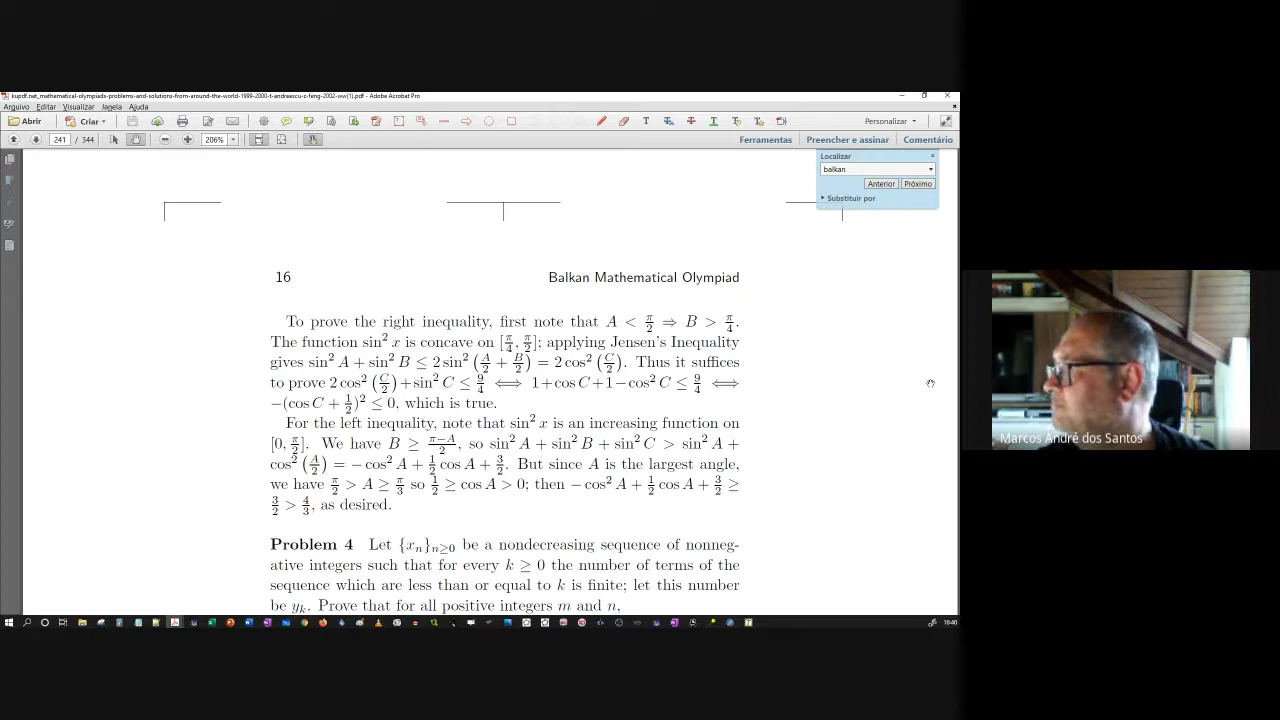 kupdf.net_mathematical-olympiads-problems-and-solutions-from-around-the-world-1999-2000-t-andreescu-z-feng-2002-ww(1).pdf - Adobe Acrobat Pro
Arquivo Editar Visualizar Janela Ajuda
Abrir Criar Personalizar
241 / 344 206% Ferramentas Preencher e assinar Comentário
Localizar
balkan
Anterior Próximo
Substituir por
16 Balkan Mathematical Olympiad
To prove the right inequality, first note that A < π/2 ⇒ B > π/4.
The function sin² x is concave on [π/4, π/2]; applying Jensen's Inequality
gives sin² A + sin² B ≤ 2 sin² (A/2 + B/2) = 2 cos² (C/2). Thus it suffices
to prove 2 cos² (C/2) + sin² C ≤ 9/4 ⟺ 1+cos C+1−cos² C ≤ 9/4 ⟺
−(cos C + 1/2)² ≤ 0, which is true.
For the left inequality, note that sin² x is an increasing function on
[0, π/2]. We have B ≥ (π−A)/2, so sin² A + sin² B + sin² C > sin² A +
cos² (A/2) = − cos² A + 1/2 cos A + 3/2. But since A is the largest angle,
we have π/2 > A ≥ π/3 so 1/2 ≥ cos A > 0; then − cos² A + 1/2 cos A + 3/2 ≥
3/2 > 4/3, as desired.
Problem 4 Let {xₙ}ₙ≥₀ be a nondecreasing sequence of nonneg-
ative integers such that for every k ≥ 0 the number of terms of the
sequence which are less than or equal to k is finite; let this number
be yₖ. Prove that for all positive integers m and n,
16:40
Marcos André dos Santos